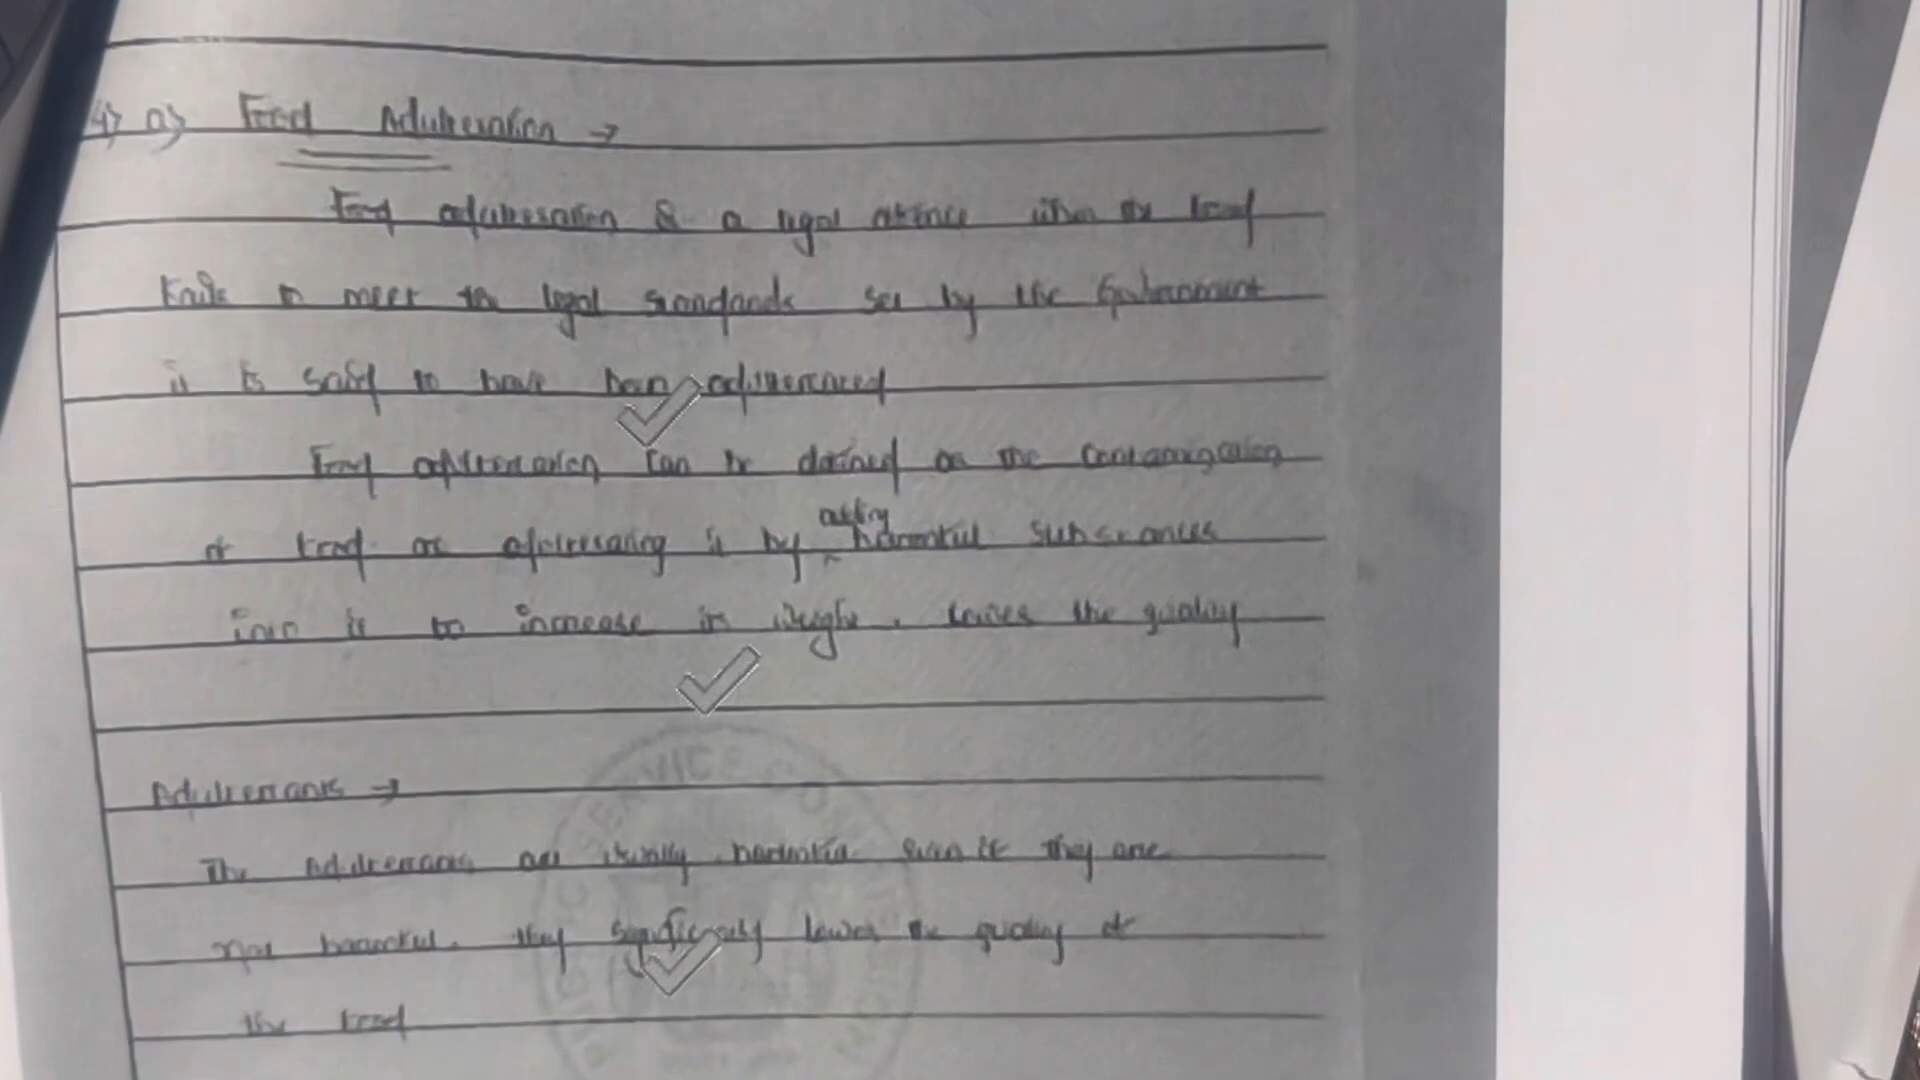 4) a) Food Adulteration →
Food adulteration is a legal offence when the food
fails to meet the legal standards set by the Government
it is said to have been adulterated
Food adulteration can be defined as the contamination
of food or adulterating it by adding harmful substances
into it to increase its weight, lowers the quality
Adulterants →
The Adulterants are usually harmful. Even if they are
not harmful. they significantly lower the quality of
the food